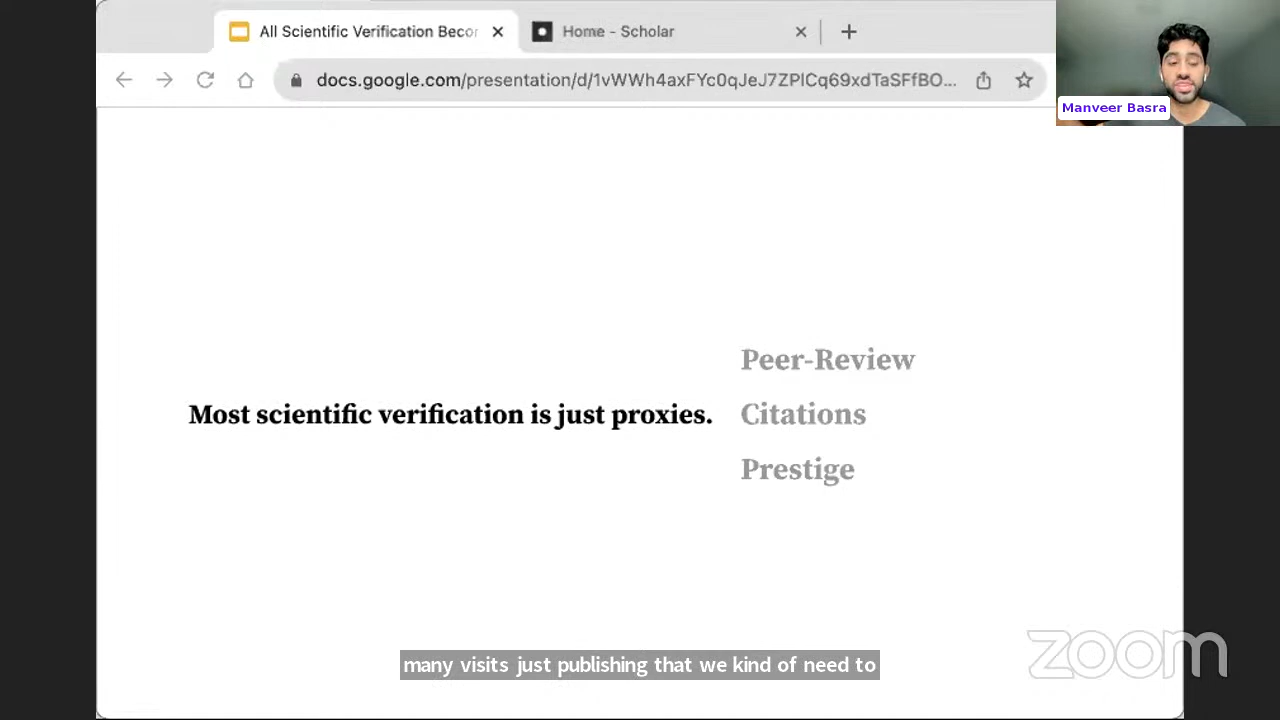 All Scientific Verification Becor
Home - Scholar
docs.google.com/presentation/d/1vWWh4axFYc0qJeJ7ZPlCq69xdTaSFfBO...
Manveer Basra
Peer-Review
Most scientific verification is just proxies.
Citations
Prestige
many visits just publishing that we kind of need to
zoom